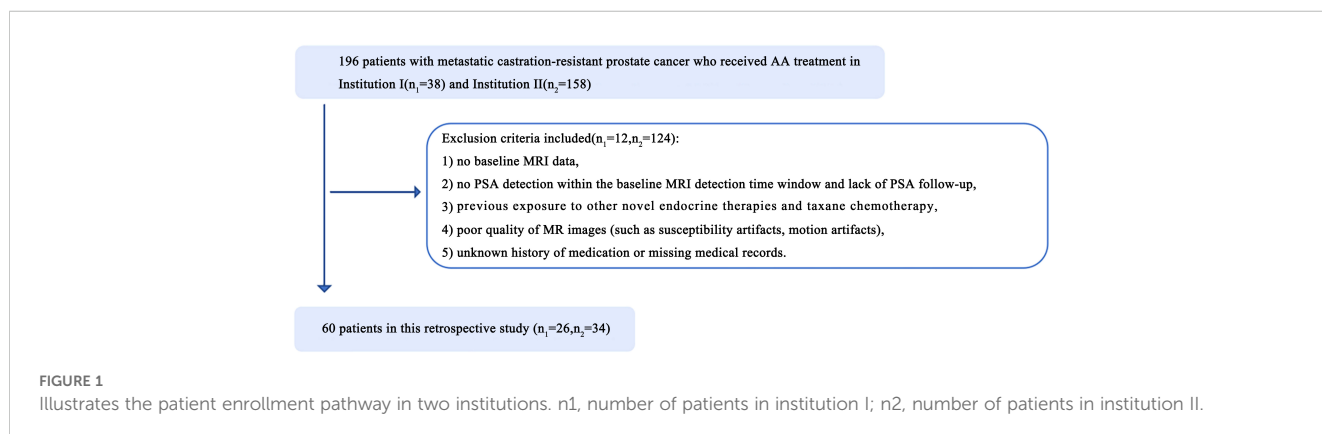 196 patients with metastatic castration-resistant prostate cancer who received AA treatment in
Institution I(n₁=38) and Institution II(n₂=158)
Exclusion criteria included(n₁=12,n₂=124):
1) no baseline MRI data,
2) no PSA detection within the baseline MRI detection time window and lack of PSA follow-up,
3) previous exposure to other novel endocrine therapies and taxane chemotherapy,
4) poor quality of MR images (such as susceptibility artifacts, motion artifacts),
5) unknown history of medication or missing medical records.
60 patients in this retrospective study (n₁=26,n₂=34)
FIGURE 1
Illustrates the patient enrollment pathway in two institutions. n1, number of patients in institution I; n2, number of patients in institution II.